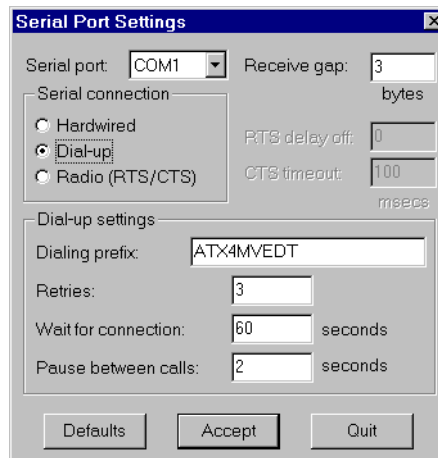 Serial Port Settings
Serial port: COM1 Receive gap: 3
bytes
Serial connection
Hardwired
Dial-up
Radio (RTS/CTS)
RTS delay off: 0
CTS timeout: 100
msecs
Dial-up settings
Dialing prefix: ATX4MVEDT
Retries: 3
Wait for connection: 60 seconds
Pause between calls: 2 seconds
Defaults Accept Quit